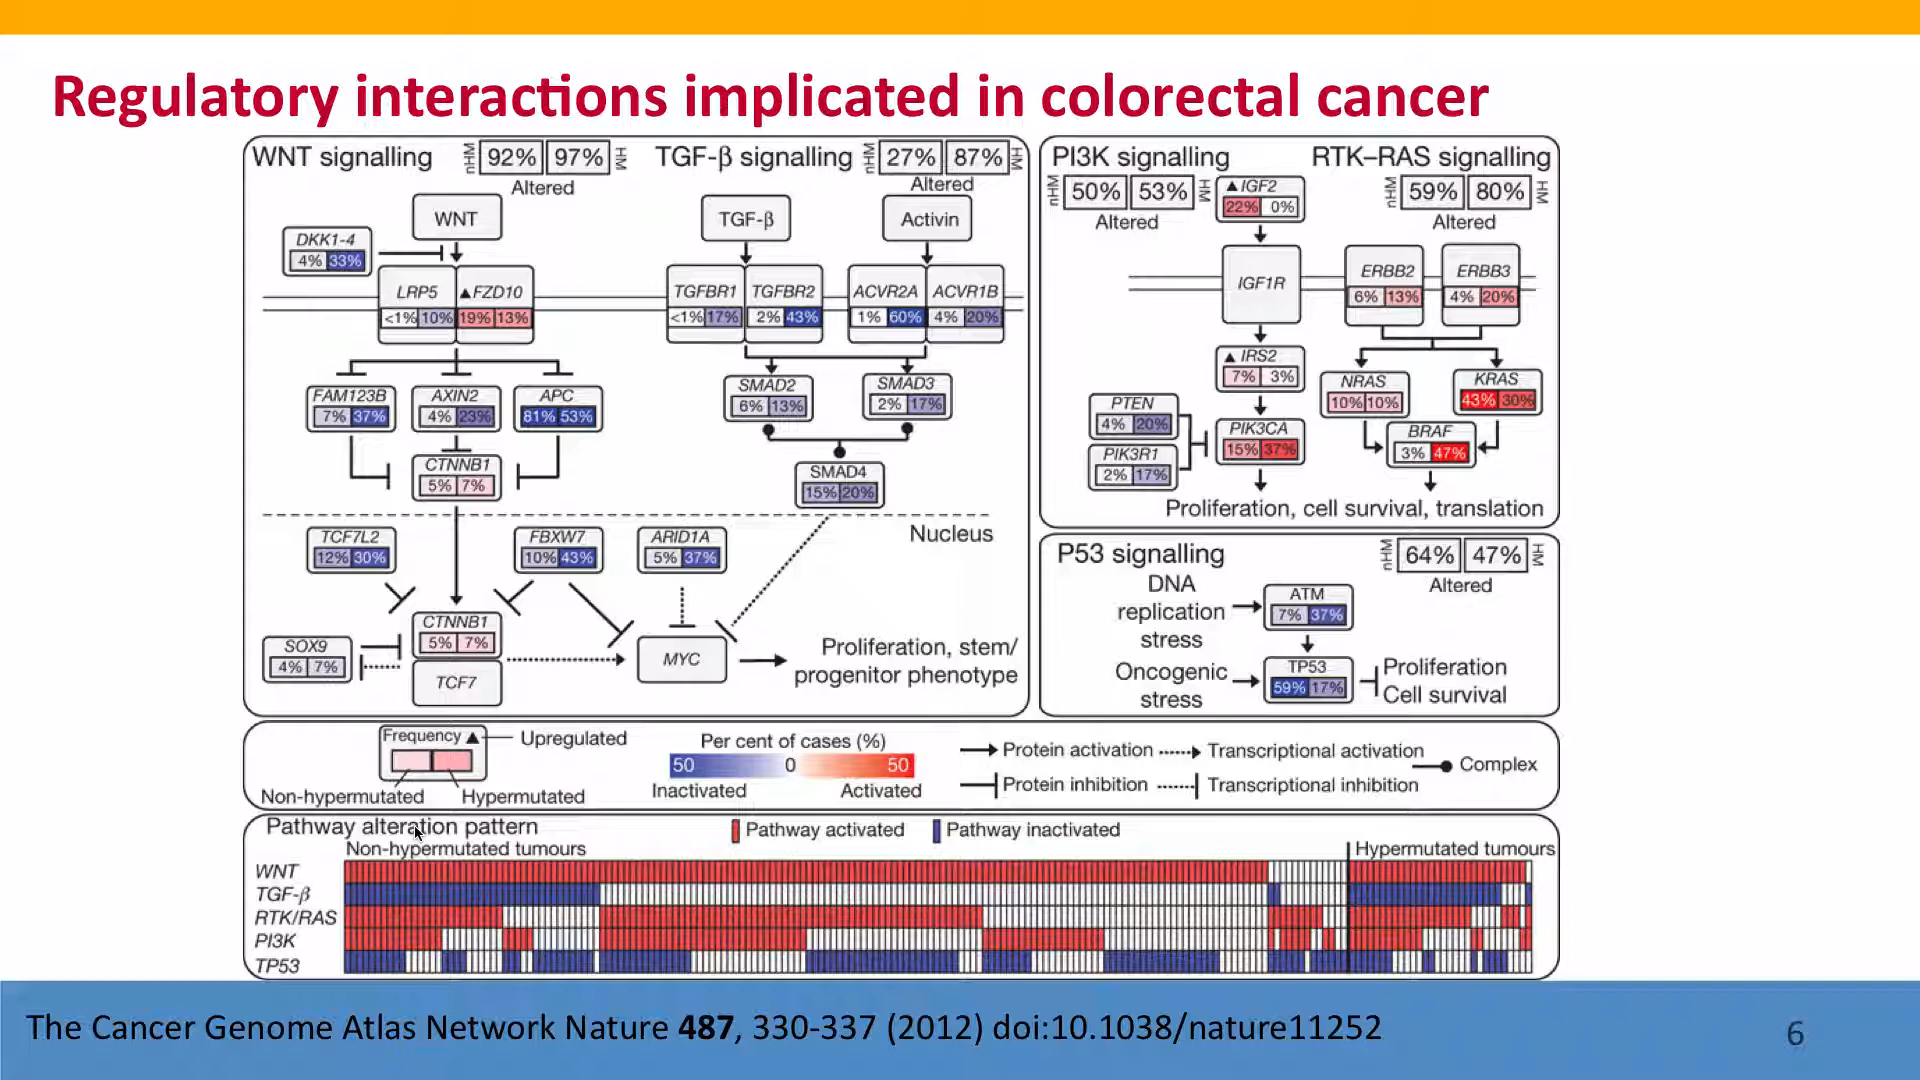 Regulatory interactions implicated in colorectal cancer
WNT signalling
nHM
92% 97%
HM
Altered
TGF-β signalling
nHM
27% 87%
HM
Altered
WNT
DKK1-4
4% 33%
LRP5
<1% 10%
▲FZD10
19% 13%
TGF-β
Activin
TGFBR1
<1% 17%
TGFBR2
2% 43%
ACVR2A
1% 60%
ACVR1B
4% 20%
FAM123B
7% 37%
AXIN2
4% 23%
APC
81% 53%
SMAD2
6% 13%
SMAD3
2% 17%
CTNNB1
5% 7%
SMAD4
15% 20%
Nucleus
TCF7L2
12% 30%
FBXW7
10% 43%
ARID1A
5% 37%
CTNNB1
5% 7%
SOX9
4% 7%
TCF7
MYC
Proliferation, stem/
progenitor phenotype
PI3K signalling
nHM
50% 53%
HM
Altered
RTK–RAS signalling
nHM
59% 80%
HM
Altered
▲IGF2
22% 0%
IGF1R
ERBB2
6% 13%
ERBB3
4% 20%
▲IRS2
7% 3%
NRAS
10% 10%
KRAS
43% 30%
PTEN
4% 20%
PIK3CA
15% 37%
BRAF
3% 47%
PIK3R1
2% 17%
Proliferation, cell survival, translation
P53 signalling
nHM
64% 47%
HM
Altered
DNA
replication
stress
ATM
7% 37%
Oncogenic
stress
TP53
59% 17%
Proliferation
Cell survival
Frequency ▲
Upregulated
Non-hypermutated
Hypermutated
Per cent of cases (%)
50 0 50
Inactivated
Activated
Protein activation
Transcriptional activation
Complex
Protein inhibition
Transcriptional inhibition
Pathway alteration pattern
Pathway activated
Pathway inactivated
Non-hypermutated tumours
Hypermutated tumours
WNT
TGF-β
RTK/RAS
PI3K
TP53
The Cancer Genome Atlas Network Nature 487, 330-337 (2012) doi:10.1038/nature11252
6